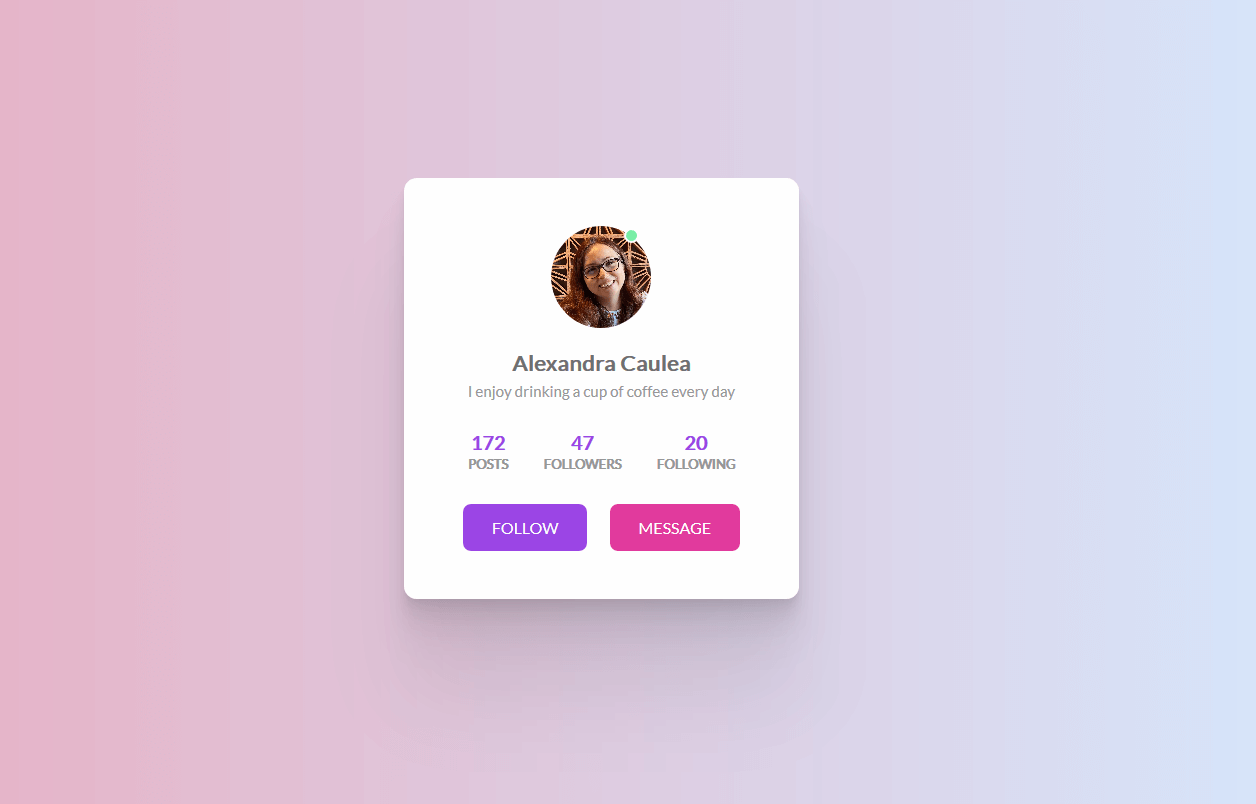 Alexandra Caulea
I enjoy drinking a cup of coffee every day
172 47 20
POSTS FOLLOWERS FOLLOWING
FOLLOW MESSAGE